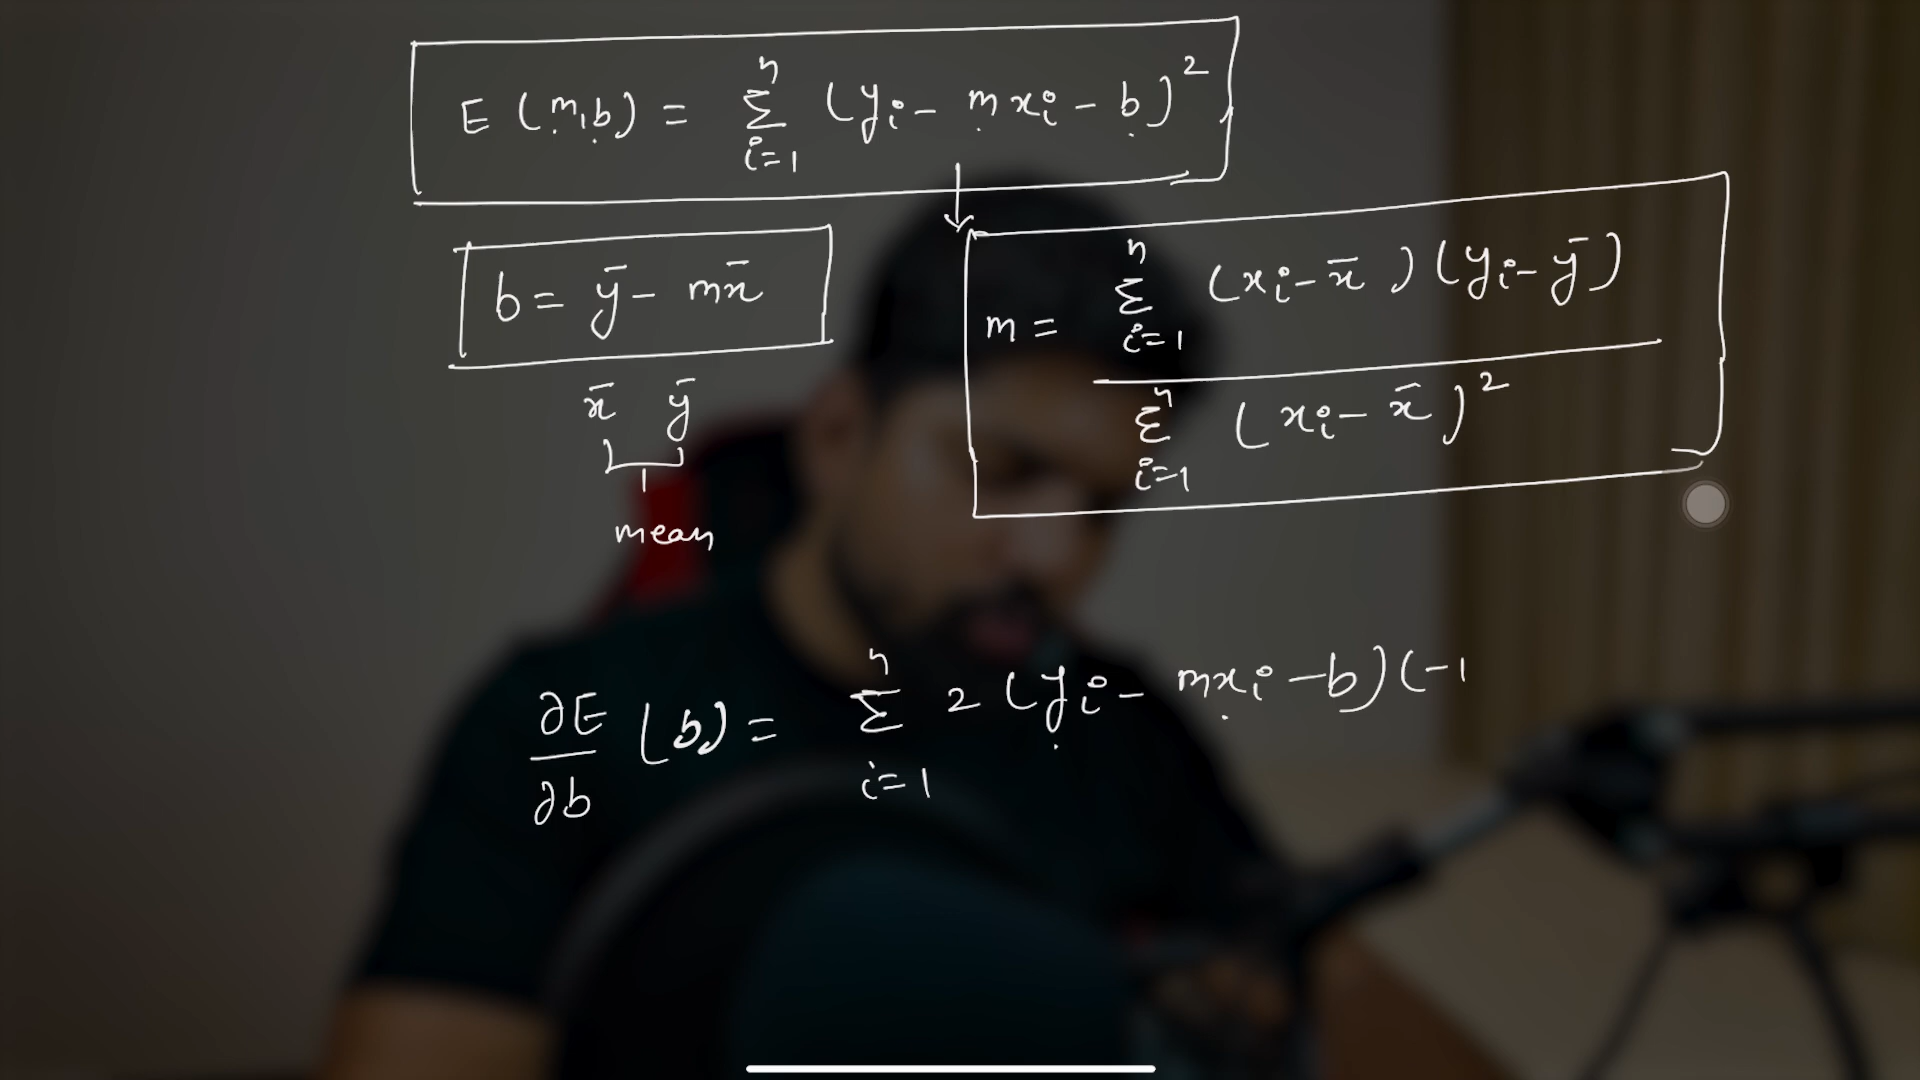 E (m,b) = Σ_{i=1}^{n} (y_i - m x_i - b)^2
b = ȳ - mx̄
x̄ ȳ
mean
m = Σ_{i=1}^{n} (x_i - x̄)(y_i - ȳ) / Σ_{i=1}^{n} (x_i - x̄)^2
∂E/∂b (b) = Σ_{i=1}^{n} 2 (y_i - mx_i - b)(-1